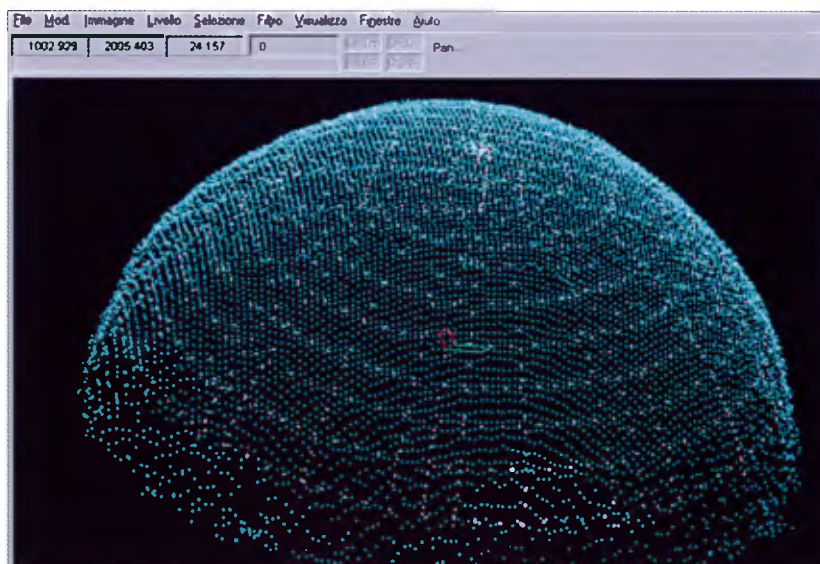 File Mod. Immagine Livello Selezione Filtro Visualizza Finestre Aiuto
1002.929 2005.403 24.157 0 Pan...